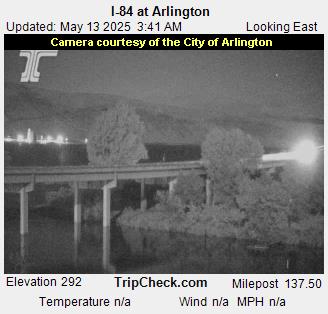 I-84 at Arlington
Updated: May 13 2025 3:41 AM Looking East
Camera courtesy of the City of Arlington
Elevation 292 TripCheck.com Milepost 137.50
Temperature n/a Wind n/a MPH n/a